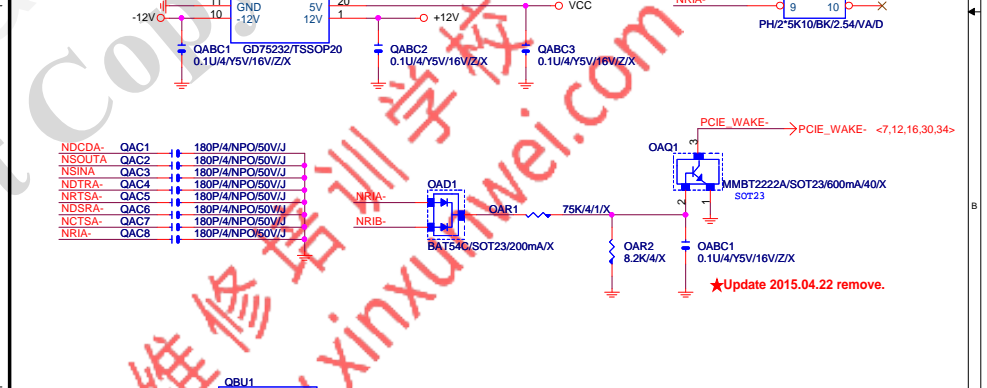 -12V 11 GND 5V 20 VCC NRIA- 9 10
10 -12V 12V 1 +12V PH/2*5K10/BK/2.54/VA/D
QABC1 GD75232/TSSOP20 QABC2 QABC3
0.1U/4/Y5V/16V/Z/X 0.1U/4/Y5V/16V/Z/X 0.1U/4/Y5V/16V/Z/X
Cop.
维修培训学校
xinxunwei.com
PCIE_WAKE- PCIE_WAKE- <7,12,16,30,34>
3
OAQ1
MMBT2222A/SOT23/600mA/40/X
SOT23
2 1
NDCDA- QAC1 180P/4/NPO/50V/J
NSOUTA QAC2 180P/4/NPO/50V/J
NSINA QAC3 180P/4/NPO/50V/J
NDTRA- QAC4 180P/4/NPO/50V/J
NRTSA- QAC5 180P/4/NPO/50V/J
NDSRA- QAC6 180P/4/NPO/50V/J
NCTSA- QAC7 180P/4/NPO/50V/J
NRIA- QAC8 180P/4/NPO/50V/J
OAD1
NRIA-
NRIB-
BAT54C/SOT23/200mA/X
OAR1 75K/4/1/X
OAR2
8.2K/4/X
OABC1
0.1U/4/Y5V/16V/Z/X
★Update 2015.04.22 remove.
B
QBU1